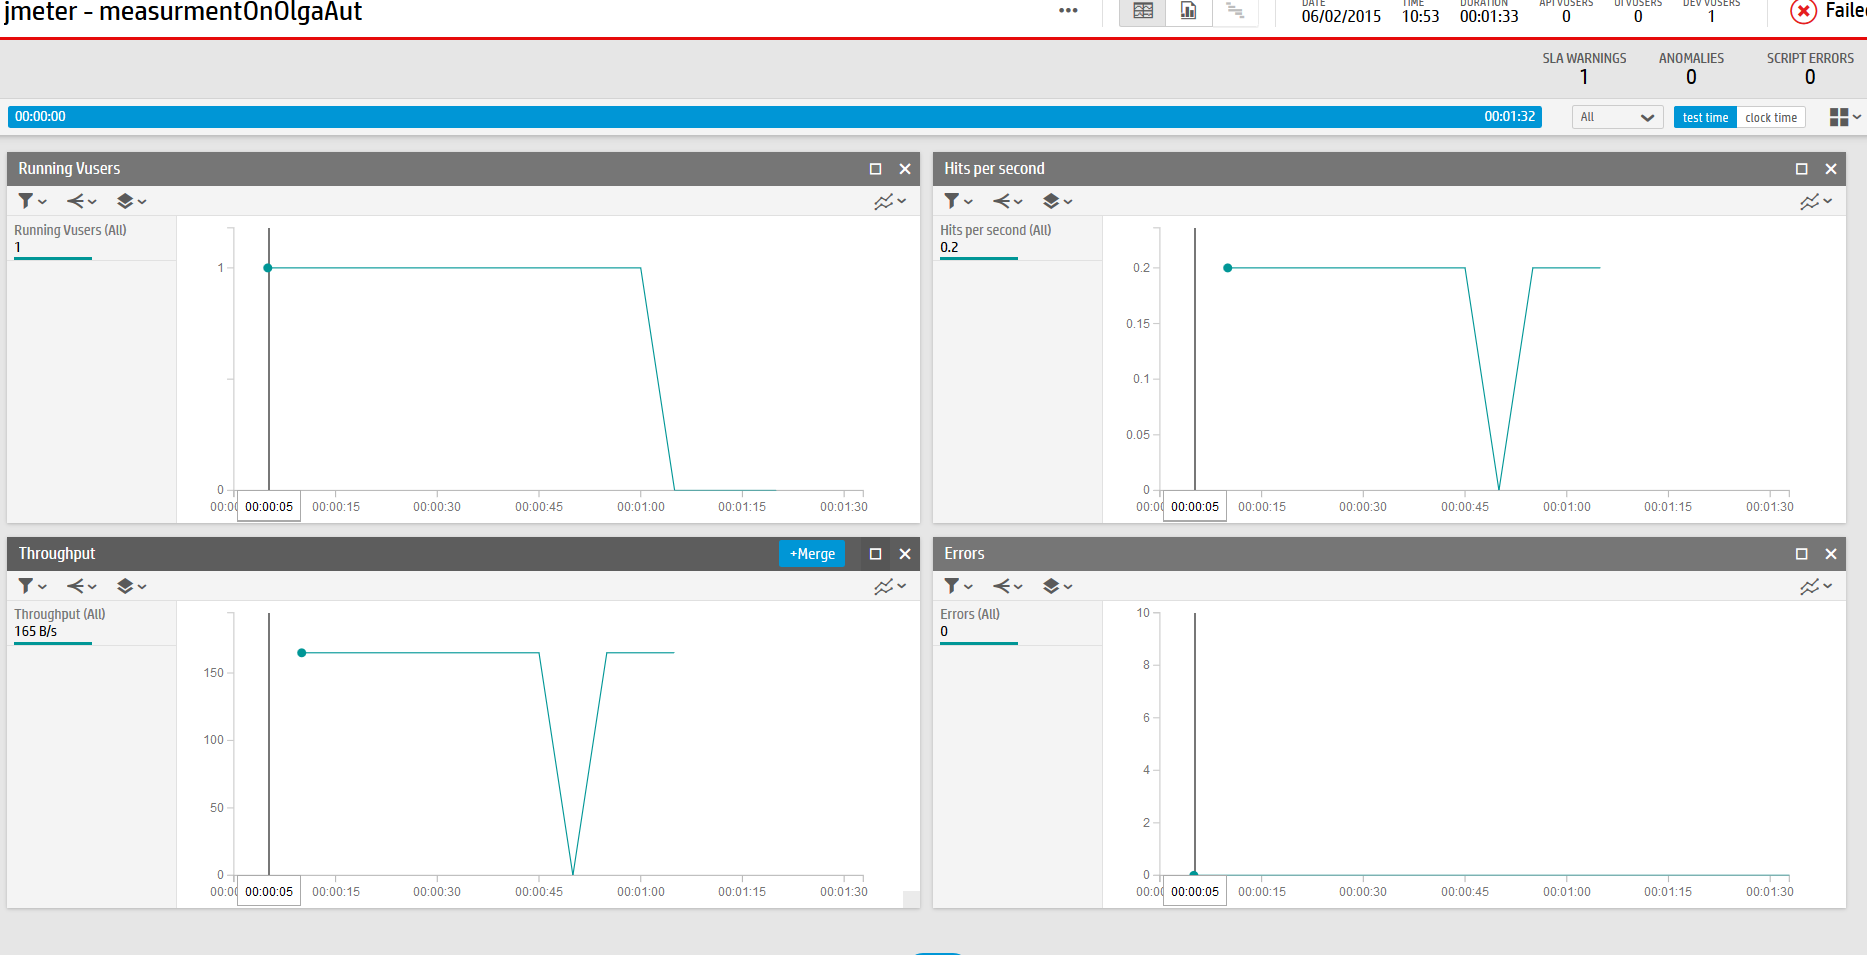 jmeter - measurmentOnOlgaAut
DATE TIME DURATION API VUSERS UI VUSERS DEV VUSERS
06/02/2015 10:53 00:01:33 0 0 1
SLA WARNINGS ANOMALIES SCRIPT ERRORS
1 0 0
00:00:00 00:01:32 All test time clock time
Running Vusers
Running Vusers (All)
1
1
0
00:00:05 00:00:15 00:00:30 00:00:45 00:01:00 00:01:15 00:01:30
Hits per second
Hits per second (All)
0.2
0.2
0.15
0.1
0.05
0
00:00:05 00:00:15 00:00:30 00:00:45 00:01:00 00:01:15 00:01:30
Throughput +Merge
Throughput (All)
165 B/s
150
100
50
0
00:00:05 00:00:15 00:00:30 00:00:45 00:01:00 00:01:15 00:01:30
Errors
Errors (All)
0
10
8
6
4
2
0
00:00:05 00:00:15 00:00:30 00:00:45 00:01:00 00:01:15 00:01:30